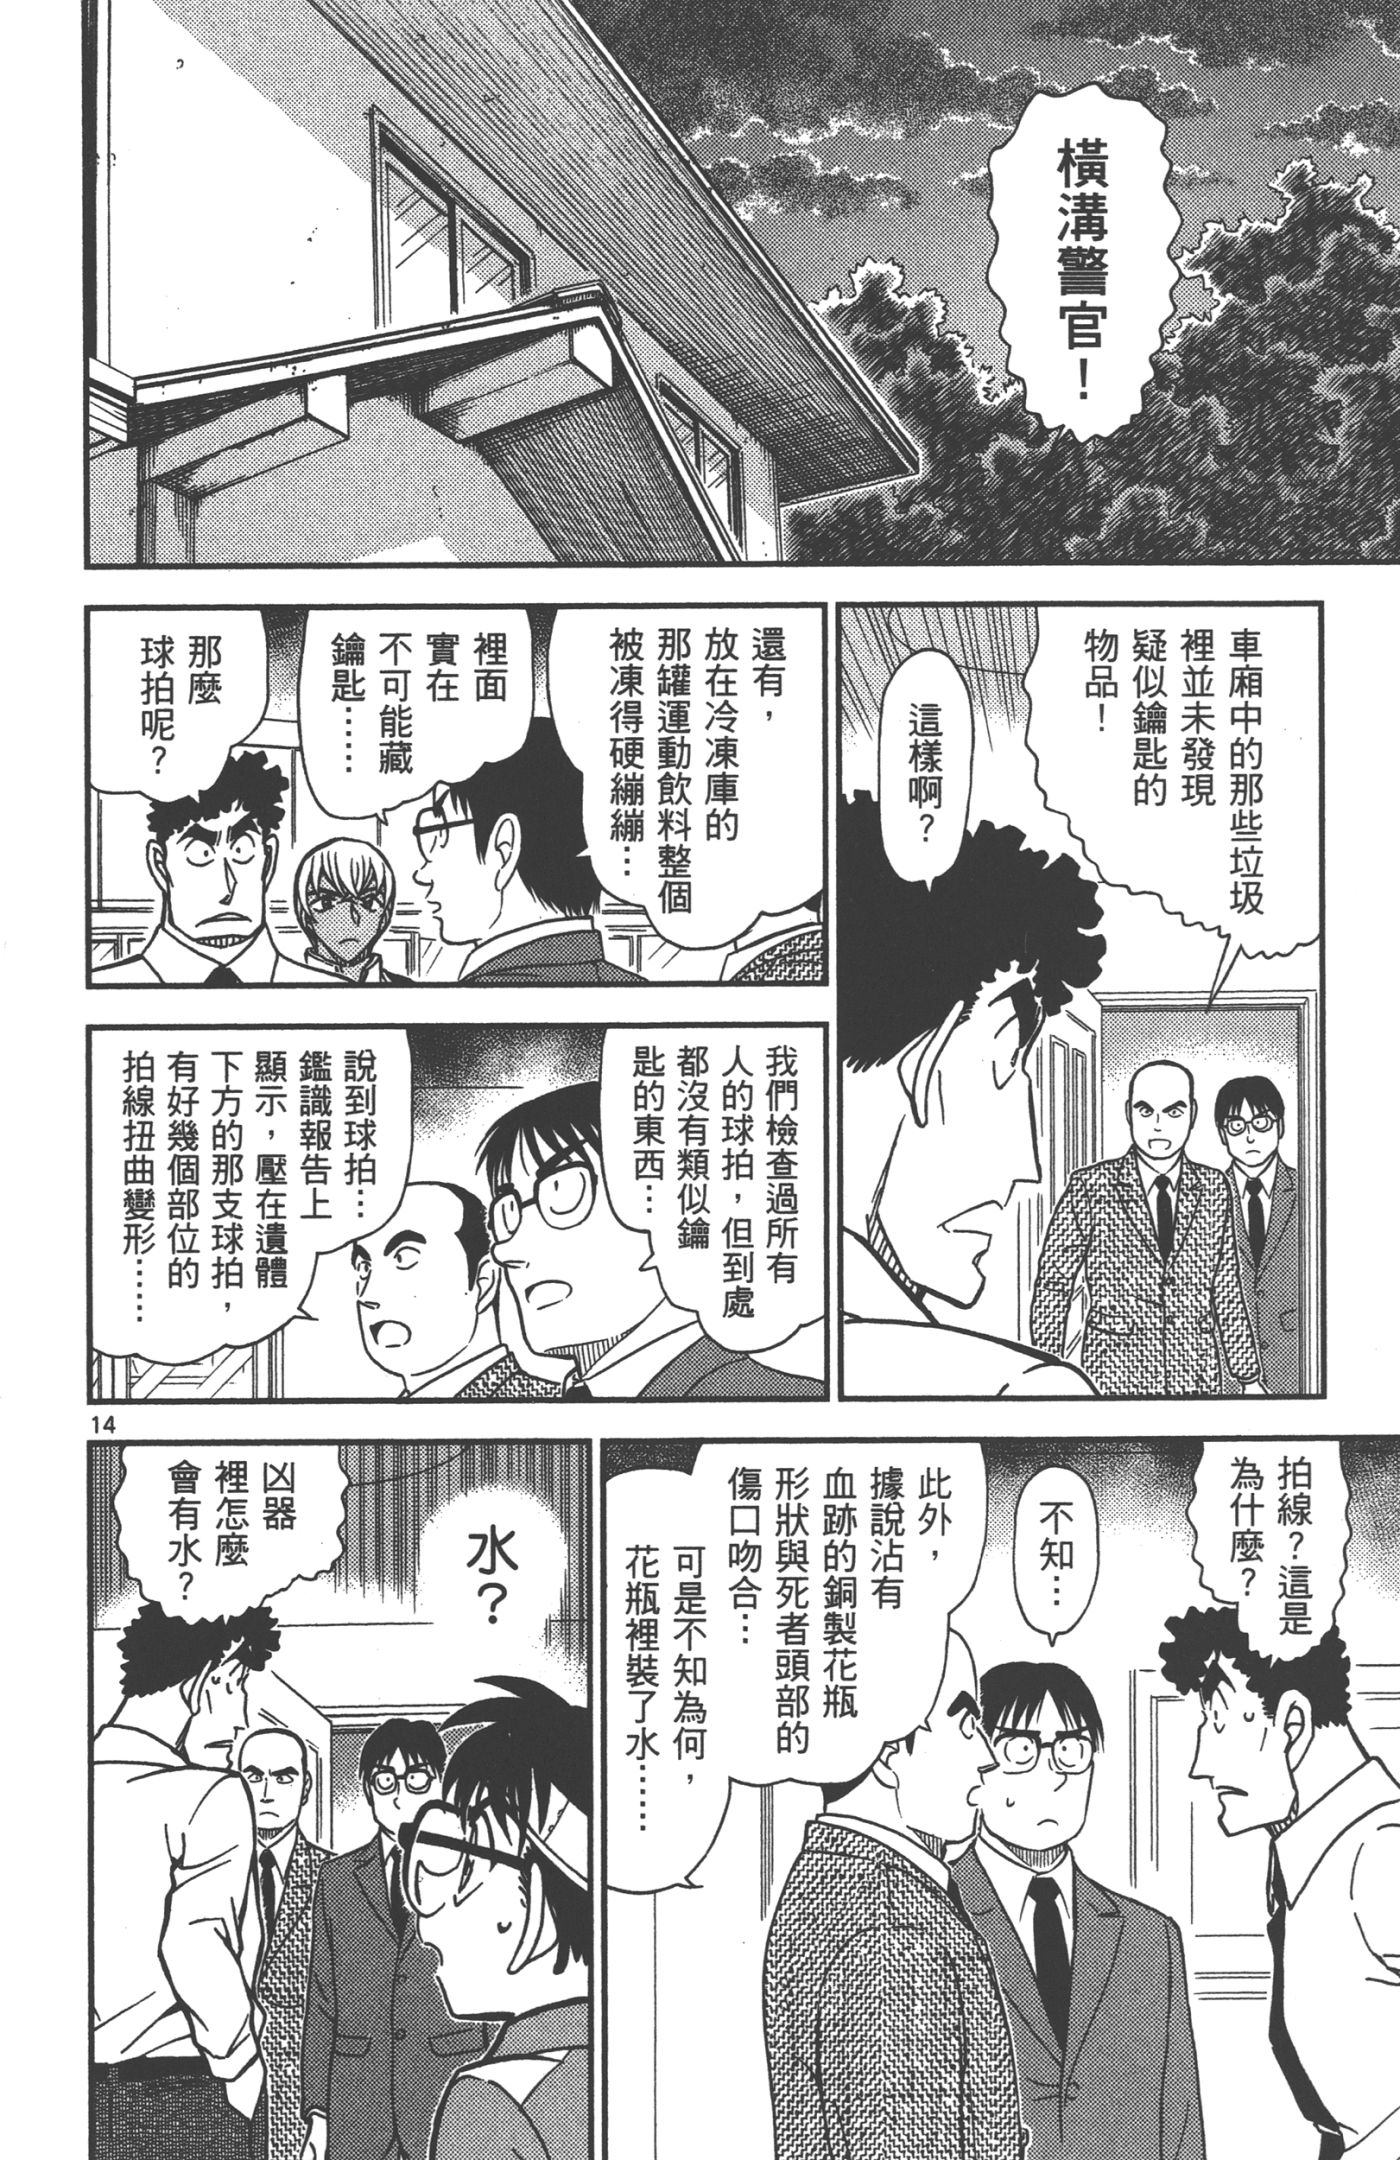 橫溝警官！
車廂中的那些垃圾
裡並未發現
疑似鑰匙的
物品！
這樣啊？
還有，
放在冷凍庫的
那罐運動飲料整個
被凍得硬繃繃…
裡面
實在
不可能藏
鑰匙……
那麼
球拍呢？
我們檢查過所有
人的球拍，但到處
都沒有類似鑰
匙的東西…
說到球拍…
鑑識報告上
顯示，壓在遺體
下方的那支球拍，
有好幾個部位的
拍線扭曲變形……
14
拍線？這是
為什麼？
不知…
此外，
據說沾有
血跡的銅製花瓶
形狀與死者頭部的
傷口吻合…
可是不知為何，
花瓶裡裝了水……
水？
凶器
裡怎麼
會有水？